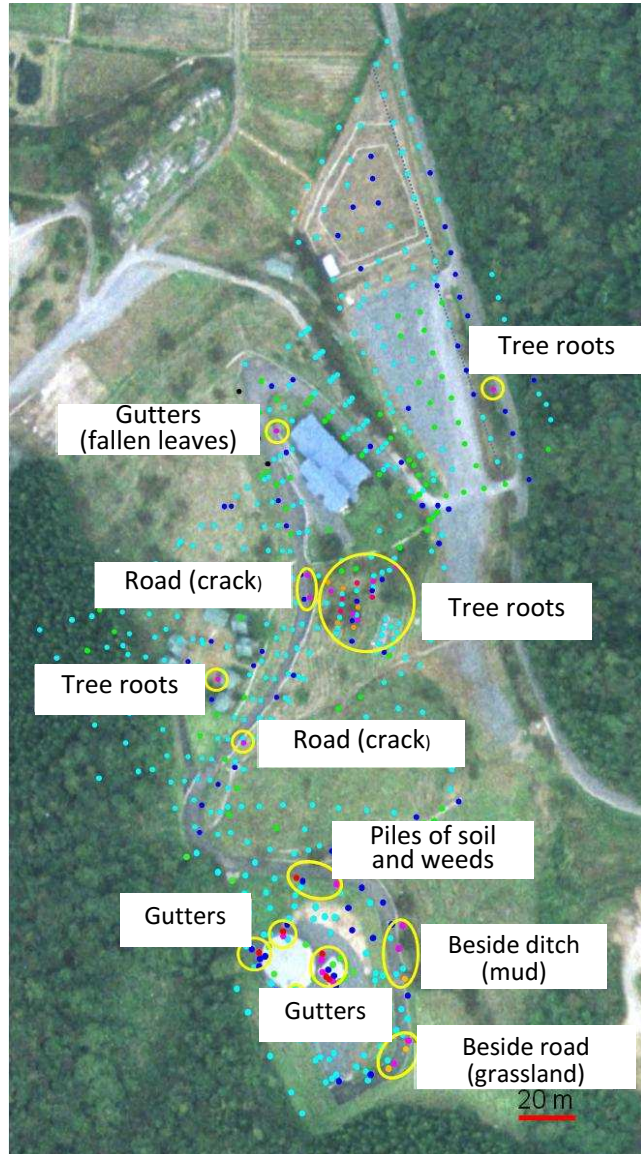 Tree roots
Gutters
(fallen leaves)
Road (crack)
Tree roots
Tree roots
Road (crack)
Piles of soil
and weeds
Gutters
Beside ditch
(mud)
Gutters
Beside road
(grassland)
20 m